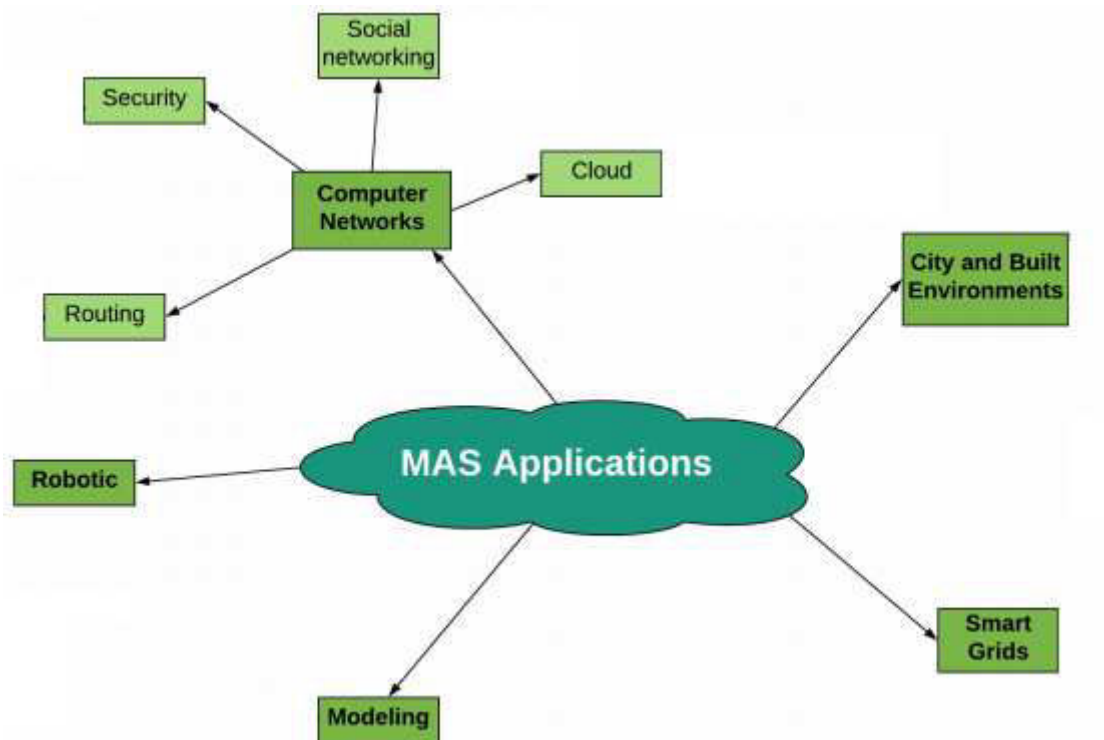 Social
networking
Security
Cloud
Computer
Networks
City and Built
Environments
Routing
MAS Applications
Robotic
Smart
Grids
Modeling